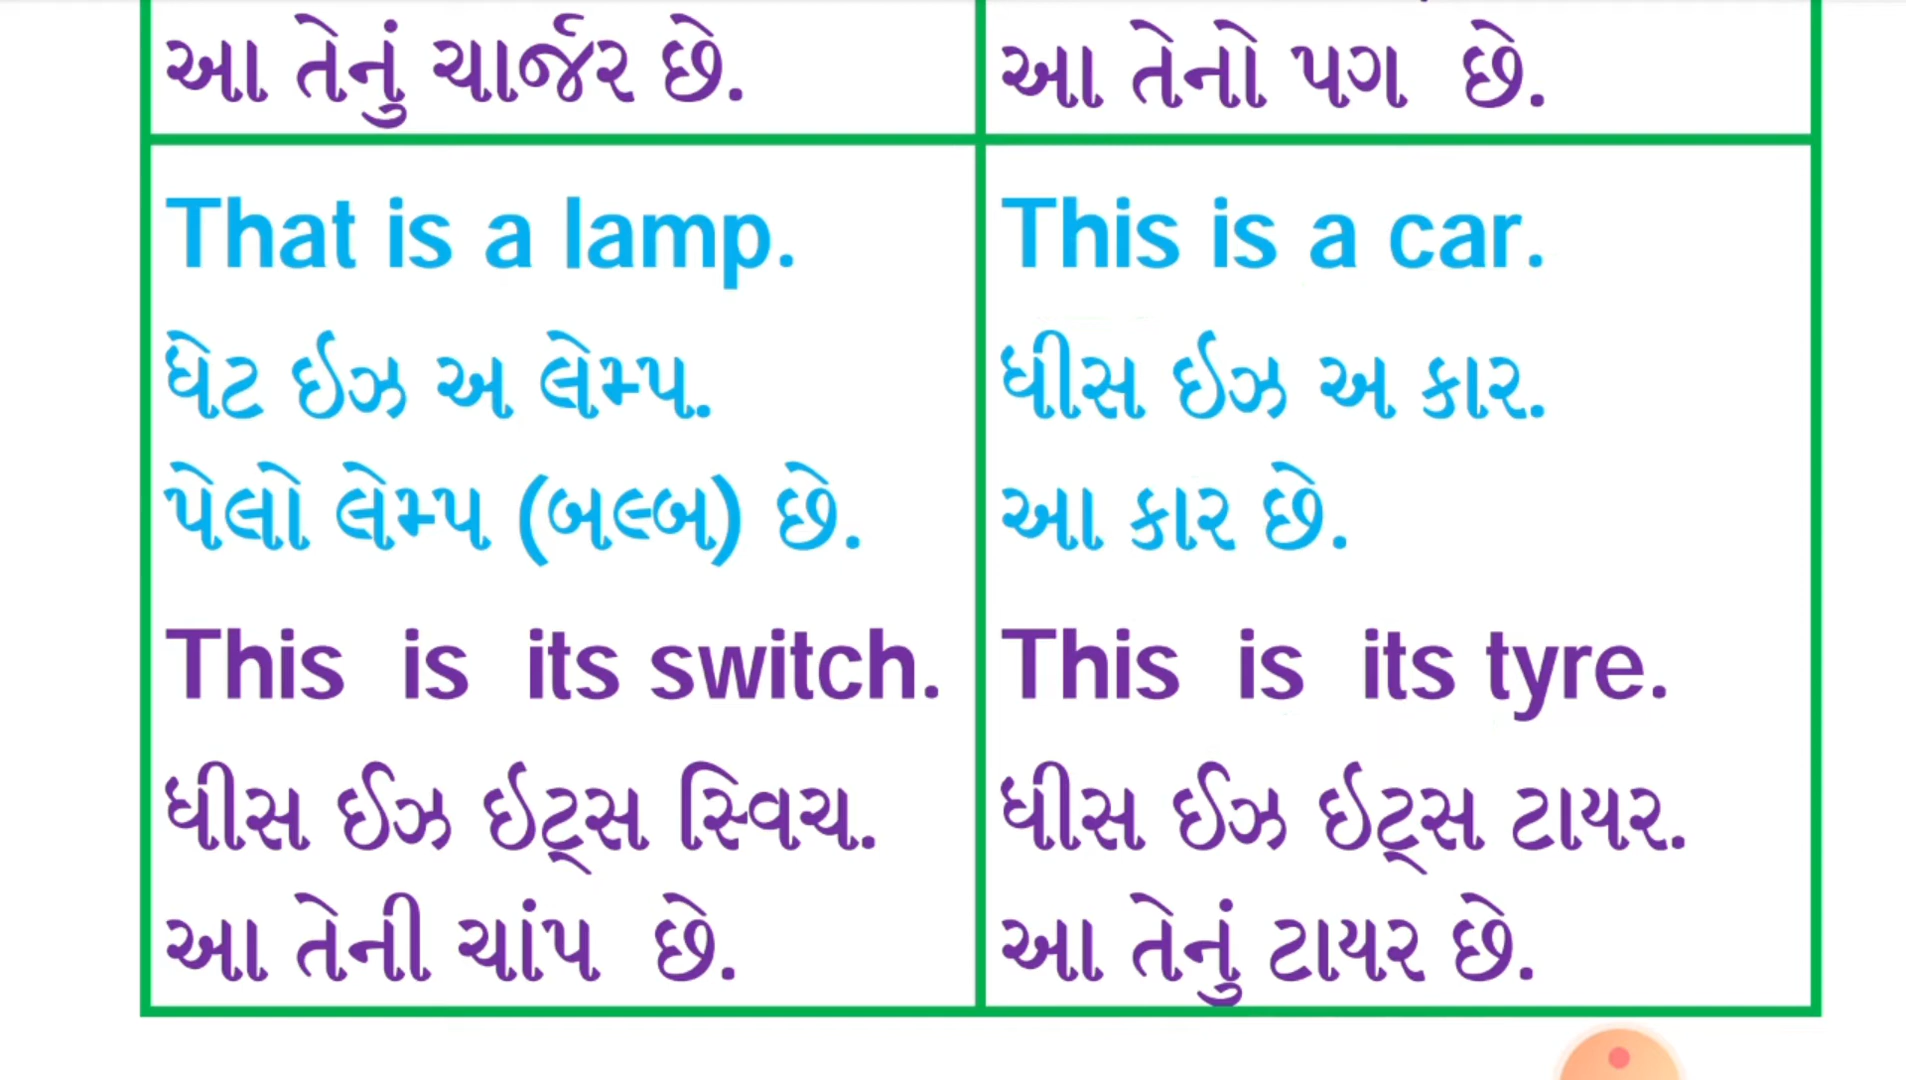 આ તેનું ચાર્જર છે.
આ તેનો પગ છે.
That is a lamp.
ધેટ ઈઝ અ લેમ્પ.
પેલો લેમ્પ (બલ્બ) છે.
This is its switch.
ધીસ ઈઝ ઈટ્સ સ્વિચ.
આ તેની ચાંપ છે.
This is a car.
ધીસ ઈઝ અ કાર.
આ કાર છે.
This is its tyre.
ધીસ ઈઝ ઈટ્સ ટાયર.
આ તેનું ટાયર છે.